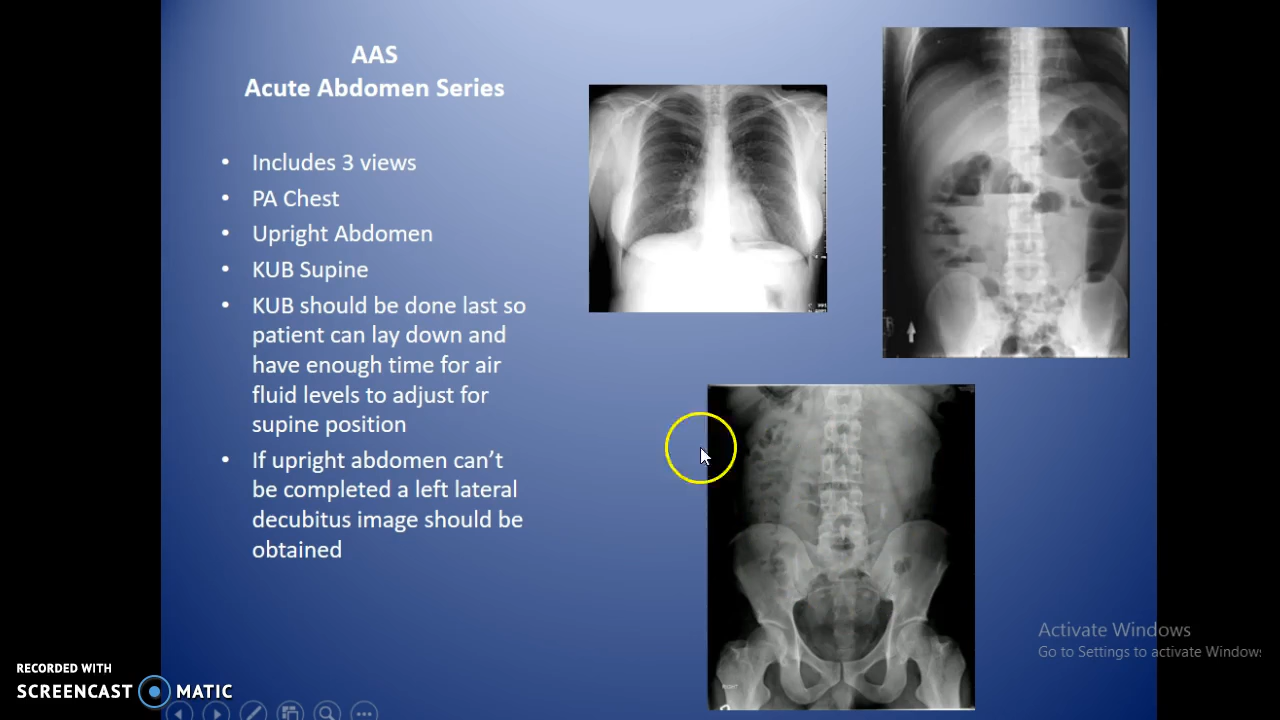 AAS
Acute Abdomen Series
• Includes 3 views
• PA Chest
• Upright Abdomen
• KUB Supine
• KUB should be done last so
patient can lay down and
have enough time for air
fluid levels to adjust for
supine position
• If upright abdomen can't
be completed a left lateral
decubitus image should be
obtained
Activate Windows
Go to Settings to activate Windows
RECORDED WITH
SCREENCAST MATIC